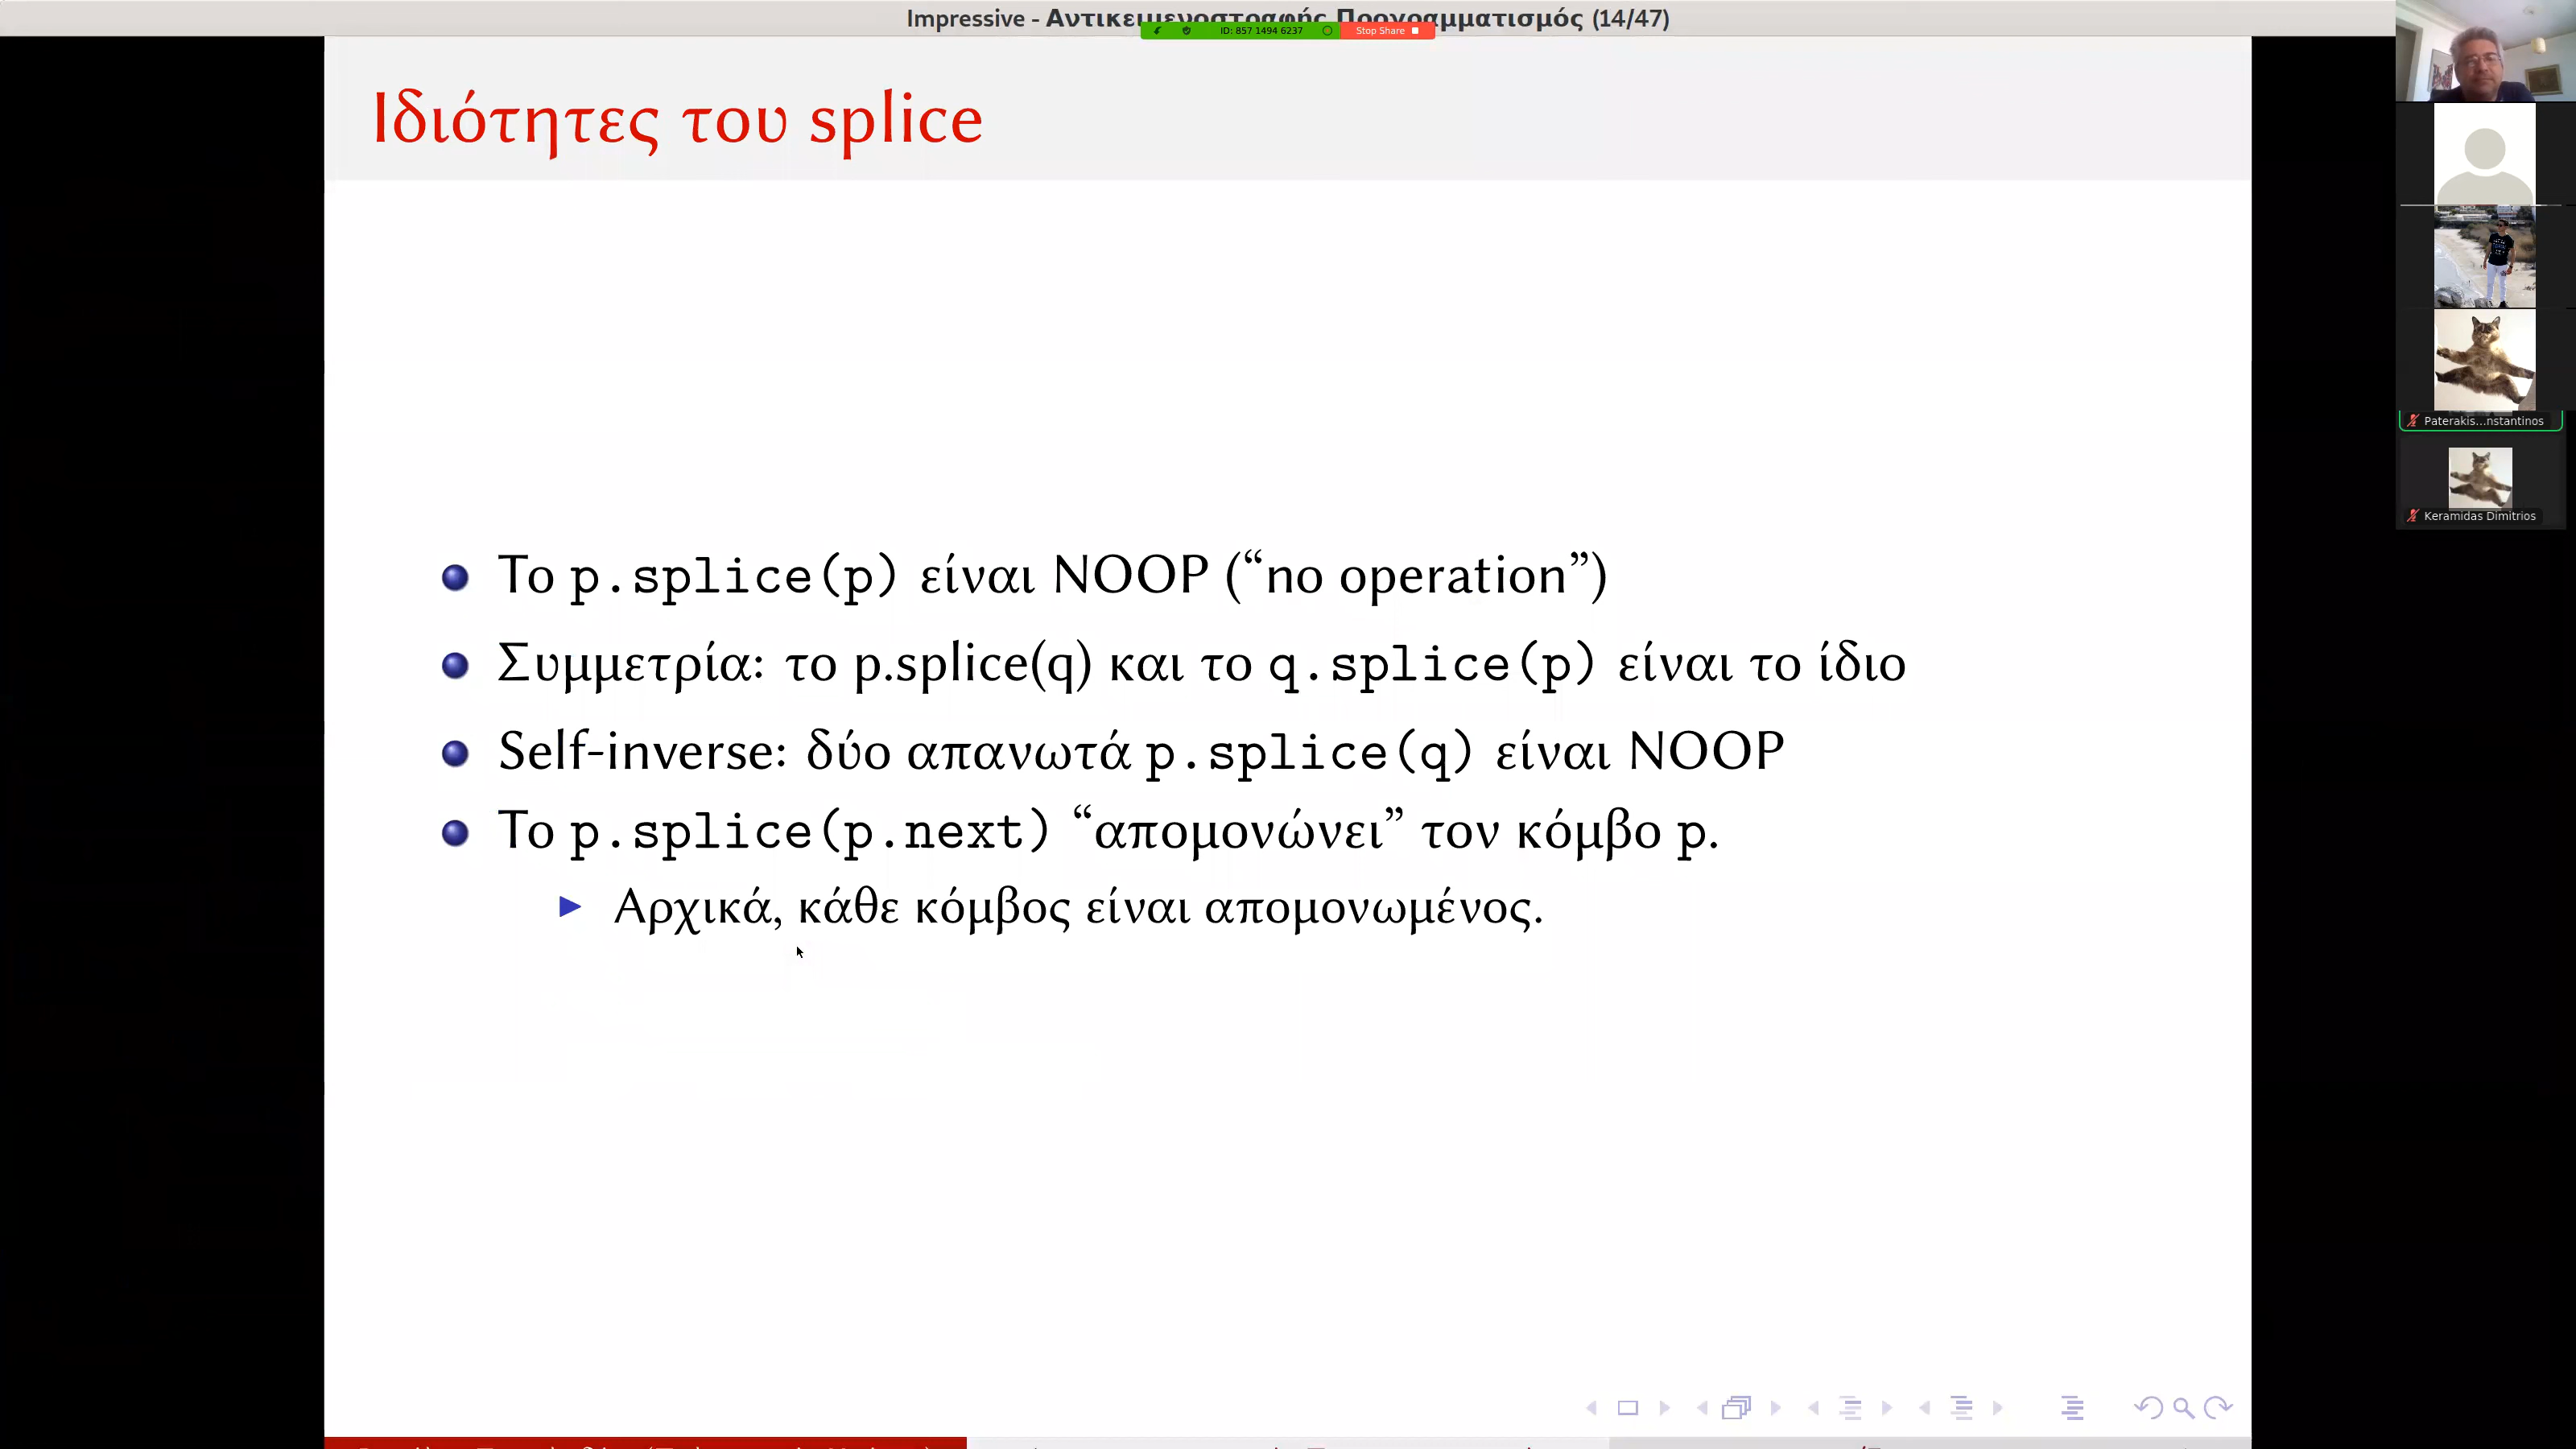 Impressive - Αντικειμενοστραφής Προγραμματισμός (14/47)
ID: 857 1494 6237
Stop Share
Ιδιότητες του splice
Το p.splice(p) είναι NOOP (“no operation”)
Συμμετρία: το p.splice(q) και το q.splice(p) είναι το ίδιο
Self-inverse: δύο απανωτά p.splice(q) είναι NOOP
Το p.splice(p.next) “απομονώνει” τον κόμβο p.
Αρχικά, κάθε κόμβος είναι απομονωμένος.
Paterakis...nstantinos
Keramidas Dimitrios